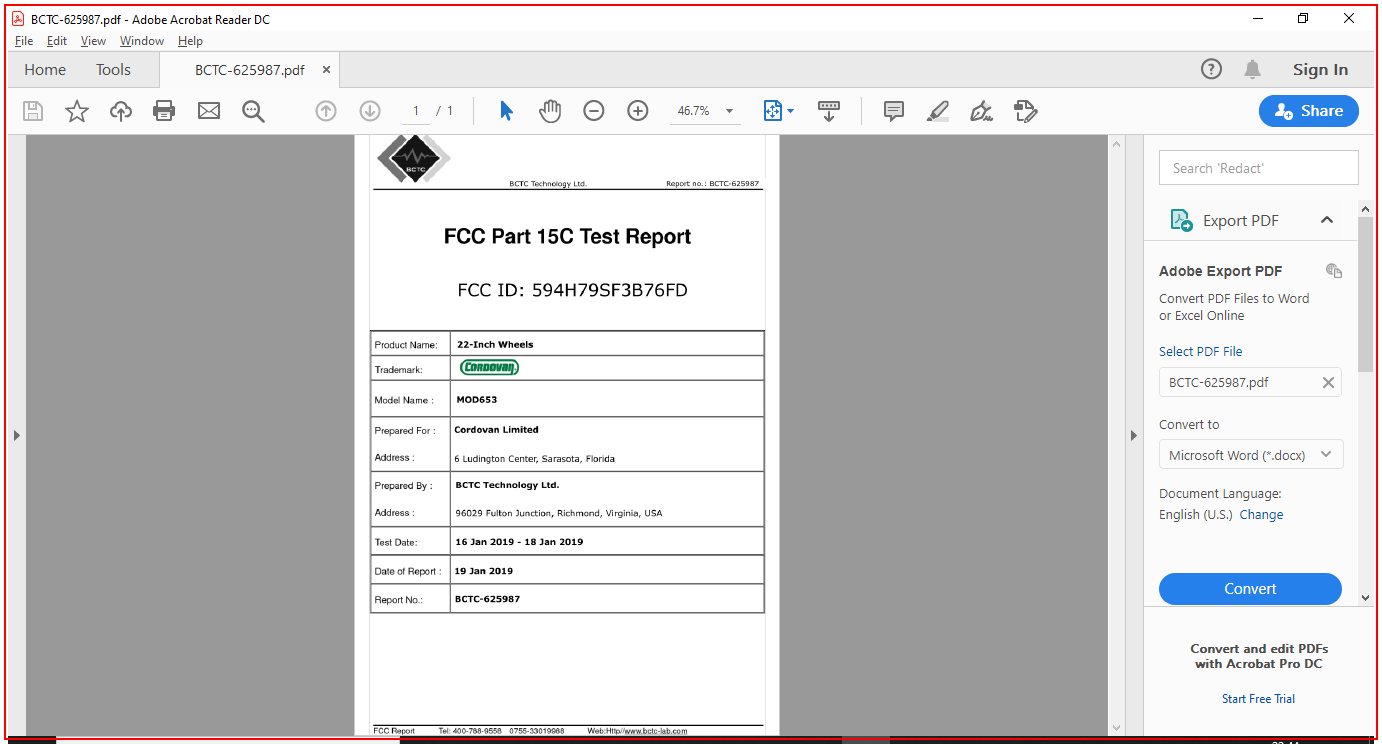 BCTC-625987.pdf - Adobe Acrobat Reader DC
File Edit View Window Help
Home Tools BCTC-625987.pdf × Sign In
1 / 1 46.7% Share
BCTC
BCTC Technology Ltd. Report no.: BCTC-625987
FCC Part 15C Test Report
FCC ID: 594H79SF3B76FD
Product Name: 22-Inch Wheels
Trademark: CORDOVAN
Model Name : MOD653
Prepared For : Cordovan Limited
Address : 6 Ludington Center, Sarasota, Florida
Prepared By : BCTC Technology Ltd.
Address : 96029 Fulton Junction, Richmond, Virginia, USA
Test Date: 16 Jan 2019 - 18 Jan 2019
Date of Report : 19 Jan 2019
Report No.: BCTC-625987
FCC Report Tel: 400-788-9558 0755-33019988 Web:Http//www.bctc-lab.com
Search 'Redact'
Export PDF
Adobe Export PDF
Convert PDF Files to Word
or Excel Online
Select PDF File
BCTC-625987.pdf
Convert to
Microsoft Word (*.docx)
Document Language:
English (U.S.) Change
Convert
Convert and edit PDFs
with Acrobat Pro DC
Start Free Trial